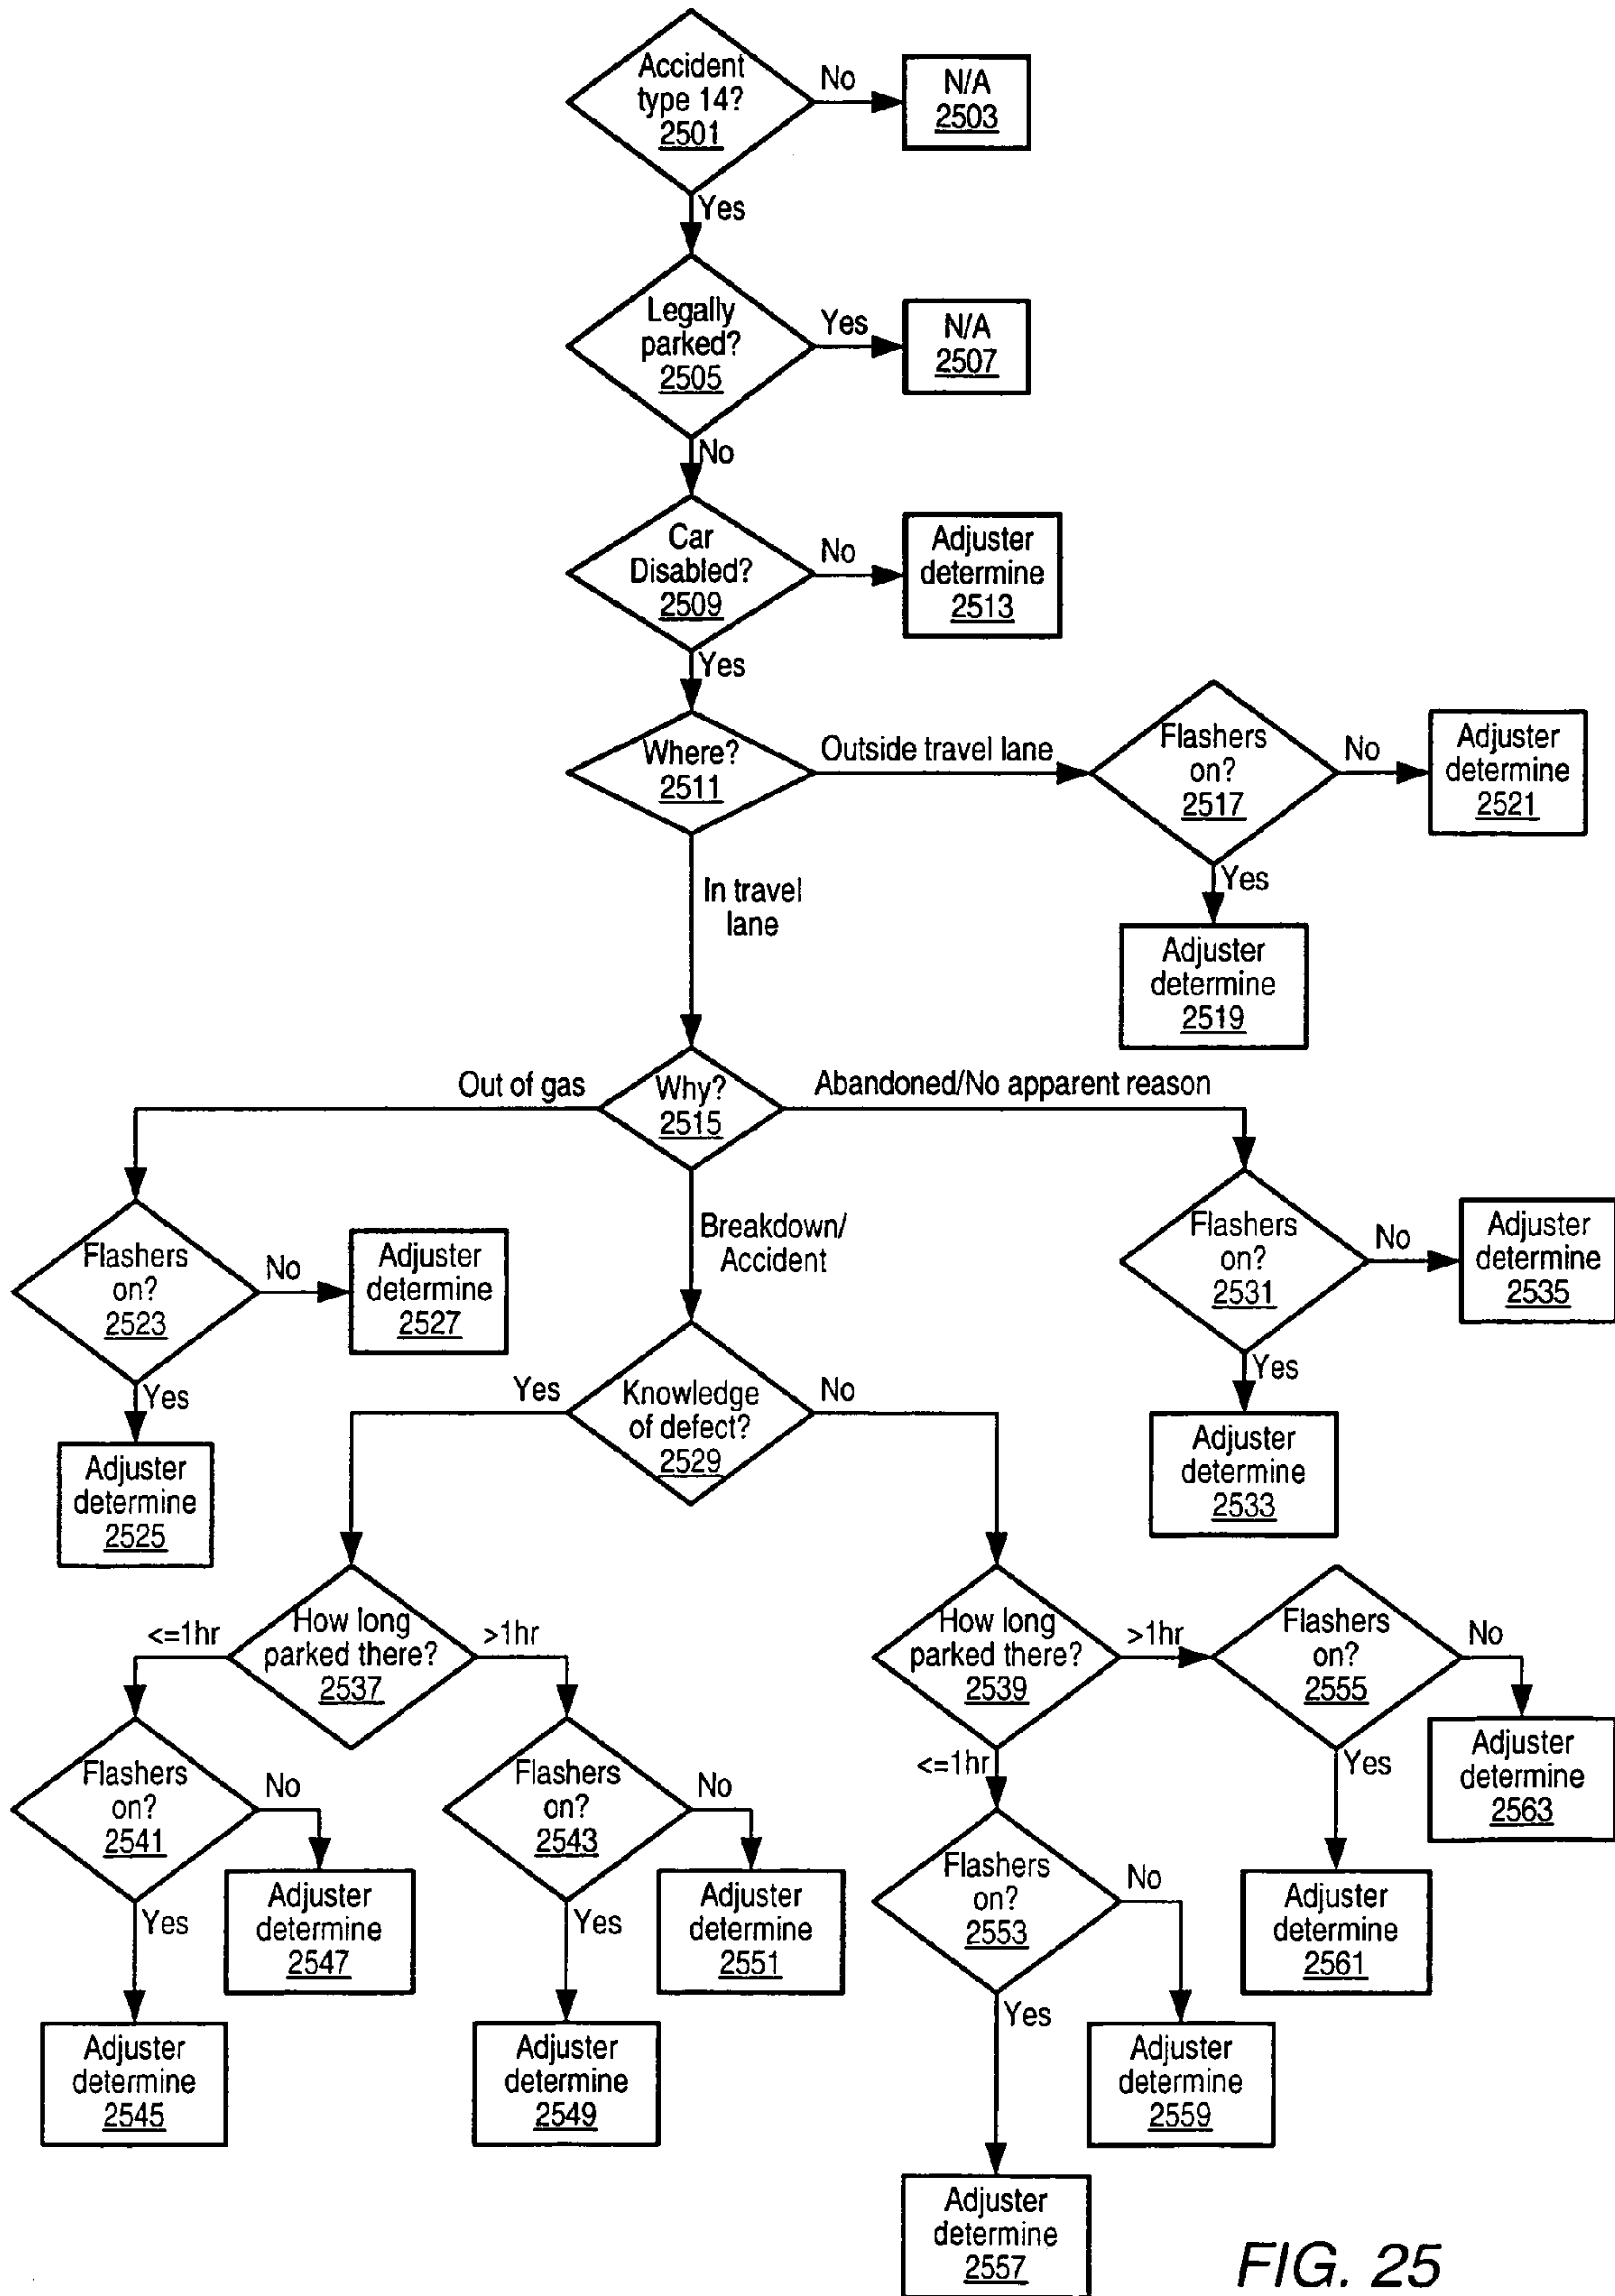 Accident
type 14?
2501
No
N/A
2503
Yes
Legally
parked?
2505
Yes
N/A
2507
No
Car
Disabled?
2509
No
Adjuster
determine
2513
Yes
Where?
2511
Outside travel lane
Flashers
on?
2517
No
Adjuster
determine
2521
Yes
Adjuster
determine
2519
In travel
lane
Why?
2515
Out of gas
Abandoned/No apparent reason
Breakdown/
Accident
Flashers
on?
2523
No
Adjuster
determine
2527
Yes
Adjuster
determine
2525
Flashers
on?
2531
No
Adjuster
determine
2535
Yes
Adjuster
determine
2533
Knowledge
of defect?
2529
Yes
No
How long
parked there?
2537
<=1hr
>1hr
Flashers
on?
2541
No
Adjuster
determine
2547
Yes
Adjuster
determine
2545
Flashers
on?
2543
No
Adjuster
determine
2551
Yes
Adjuster
determine
2549
How long
parked there?
2539
>1hr
<=1hr
Flashers
on?
2555
No
Adjuster
determine
2563
Yes
Adjuster
determine
2561
Flashers
on?
2553
No
Adjuster
determine
2559
Yes
Adjuster
determine
2557
FIG. 25